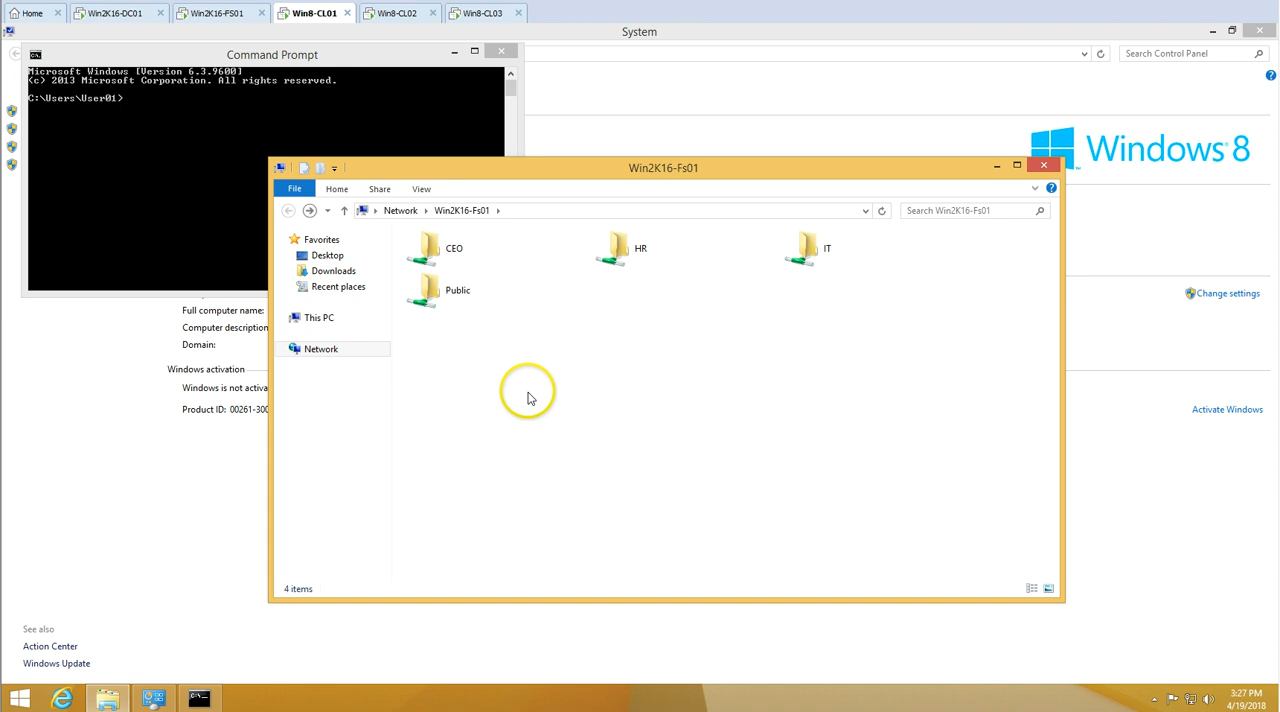 Home
Win2K16-DC01
Win2K16-FS01
Win8-CL01
Win8-CL02
Win8-CL03
System
Search Control Panel
Command Prompt
Microsoft Windows [Version 6.3.9600]
(c) 2013 Microsoft Corporation. All rights reserved.
C:\Users\User01>
Windows 8
Win2K16-Fs01
File
Home
Share
View
Network
Win2K16-Fs01
Search Win2K16-Fs01
Favorites
Desktop
Downloads
Recent places
This PC
Network
CEO
HR
IT
Public
4 items
Full computer name:
Computer description
Domain:
Change settings
Windows activation
Windows is not activa
Product ID: 00261-300
Activate Windows
See also
Action Center
Windows Update
3:27 PM
4/19/2018